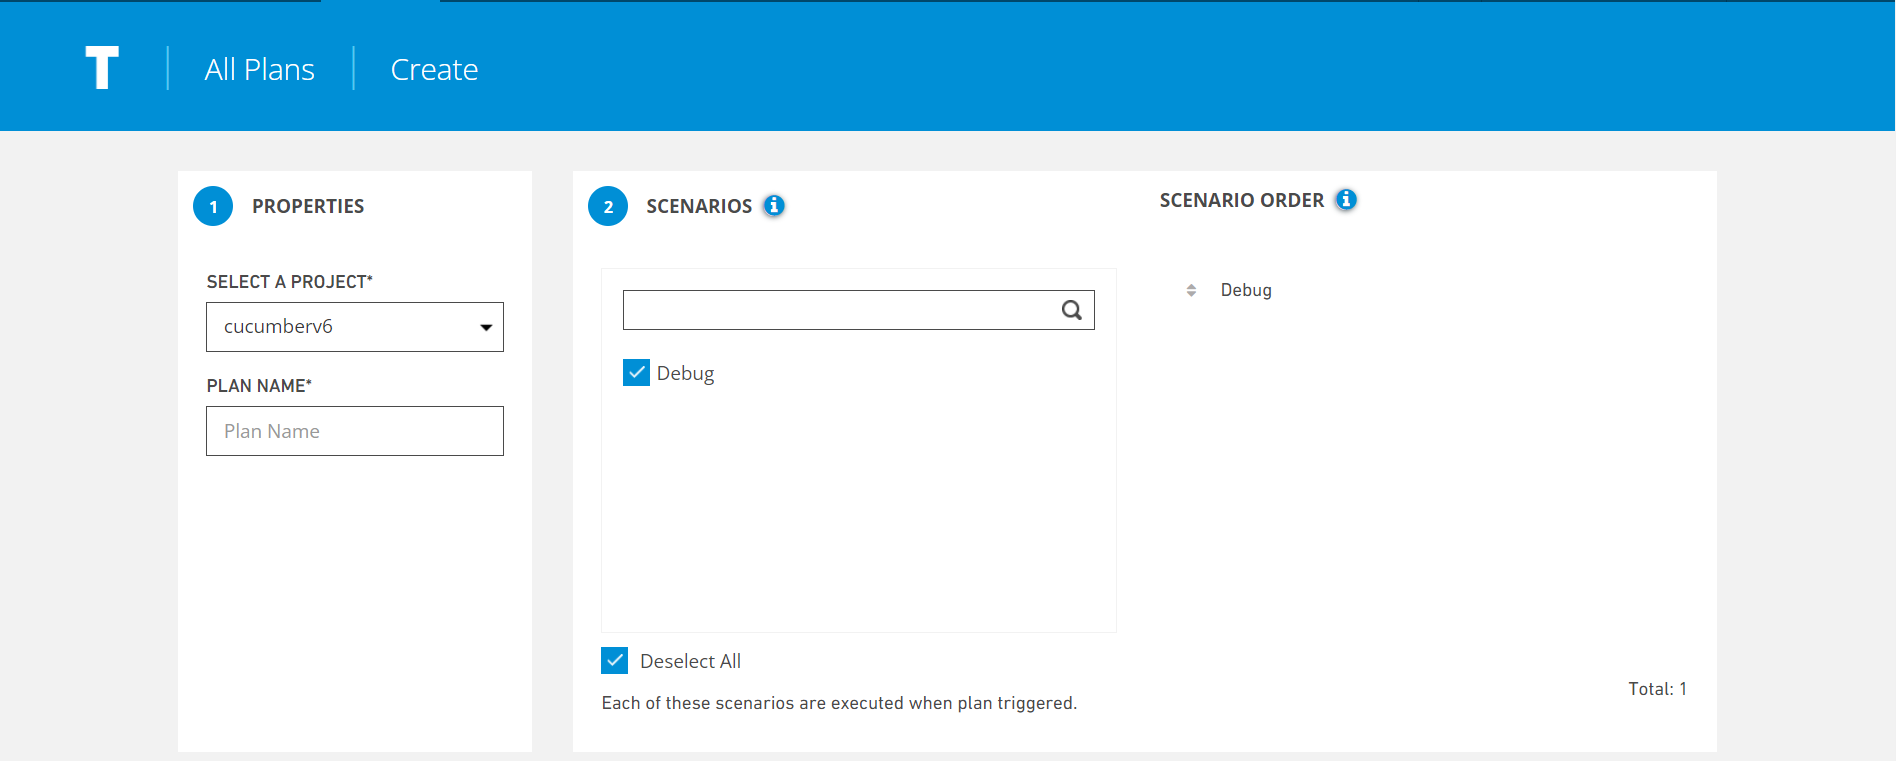 T
All Plans
Create
1
PROPERTIES
SELECT A PROJECT*
cucumberv6
PLAN NAME*
Plan Name
2
SCENARIOS
Debug
Deselect All
Each of these scenarios are executed when plan triggered.
SCENARIO ORDER
Debug
Total: 1